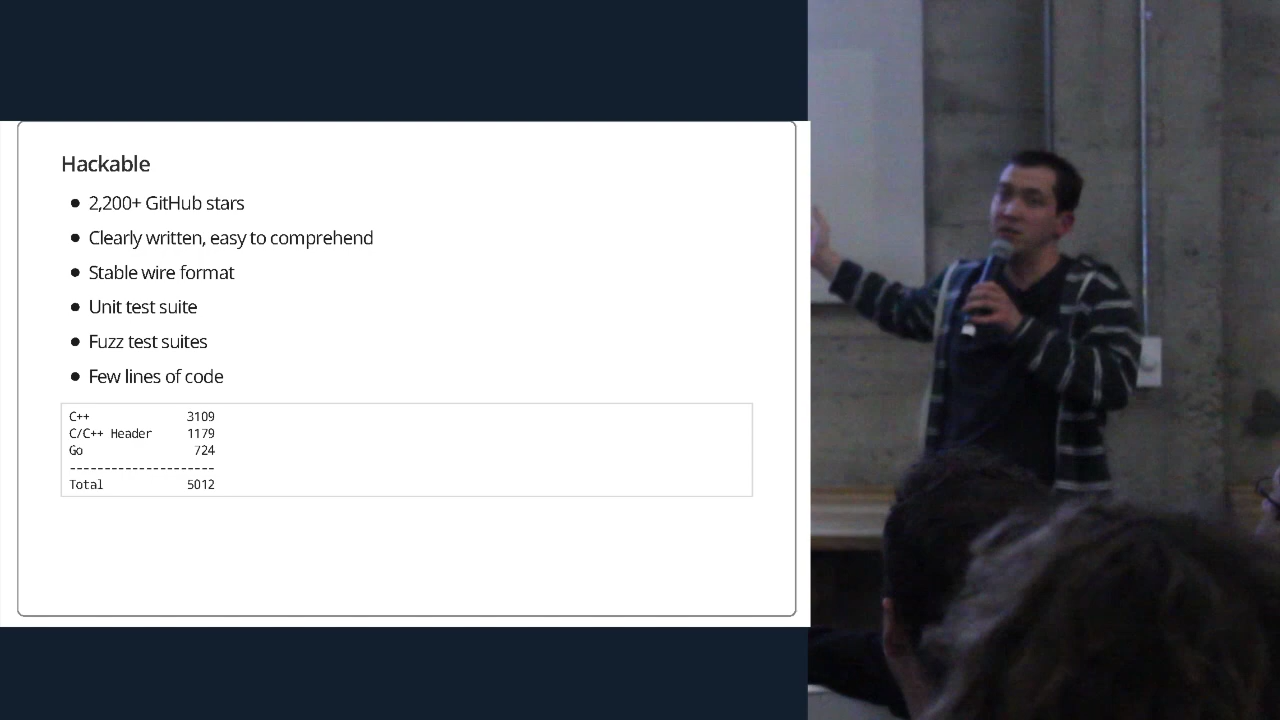 Hackable
● 2,200+ GitHub stars
● Clearly written, easy to comprehend
● Stable wire format
● Unit test suite
● Fuzz test suites
● Few lines of code
C++ 3109
C/C++ Header 1179
Go 724
---------------------
Total 5012